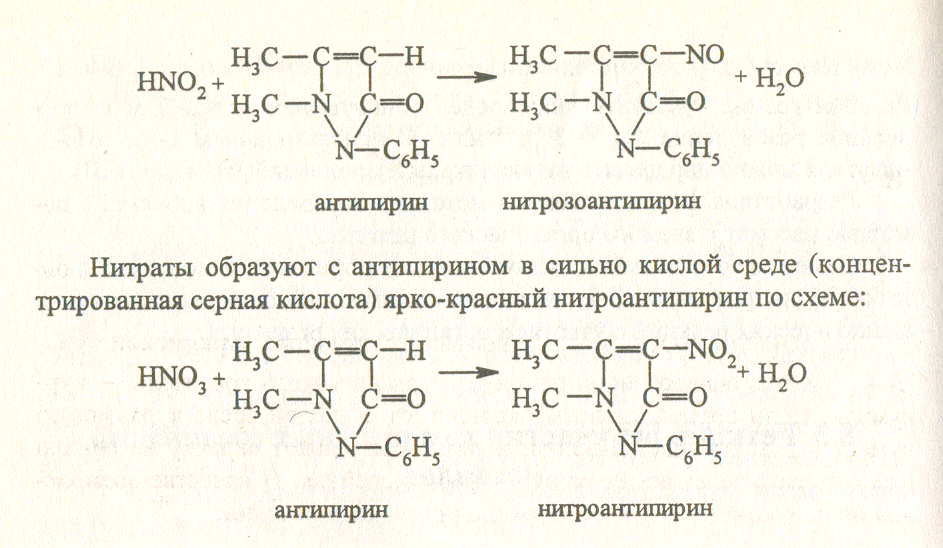 H₃C—C=C—H H₃C—C=C—NO
HNO₂ + + H₂O
H₃C—N C=O H₃C—N C=O
N—C₆H₅ N—C₆H₅
антипирин нитрозоантипирин
Нитраты образуют с антипирином в сильно кислой среде (концен-
трированная серная кислота) ярко-красный нитроантипирин по схеме:
H₃C—C=C—H H₃C—C=C—NO₂
HNO₃ + + H₂O
H₃C—N C=O H₃C—N C=O
N—C₆H₅ N—C₆H₅
антипирин нитроантипирин